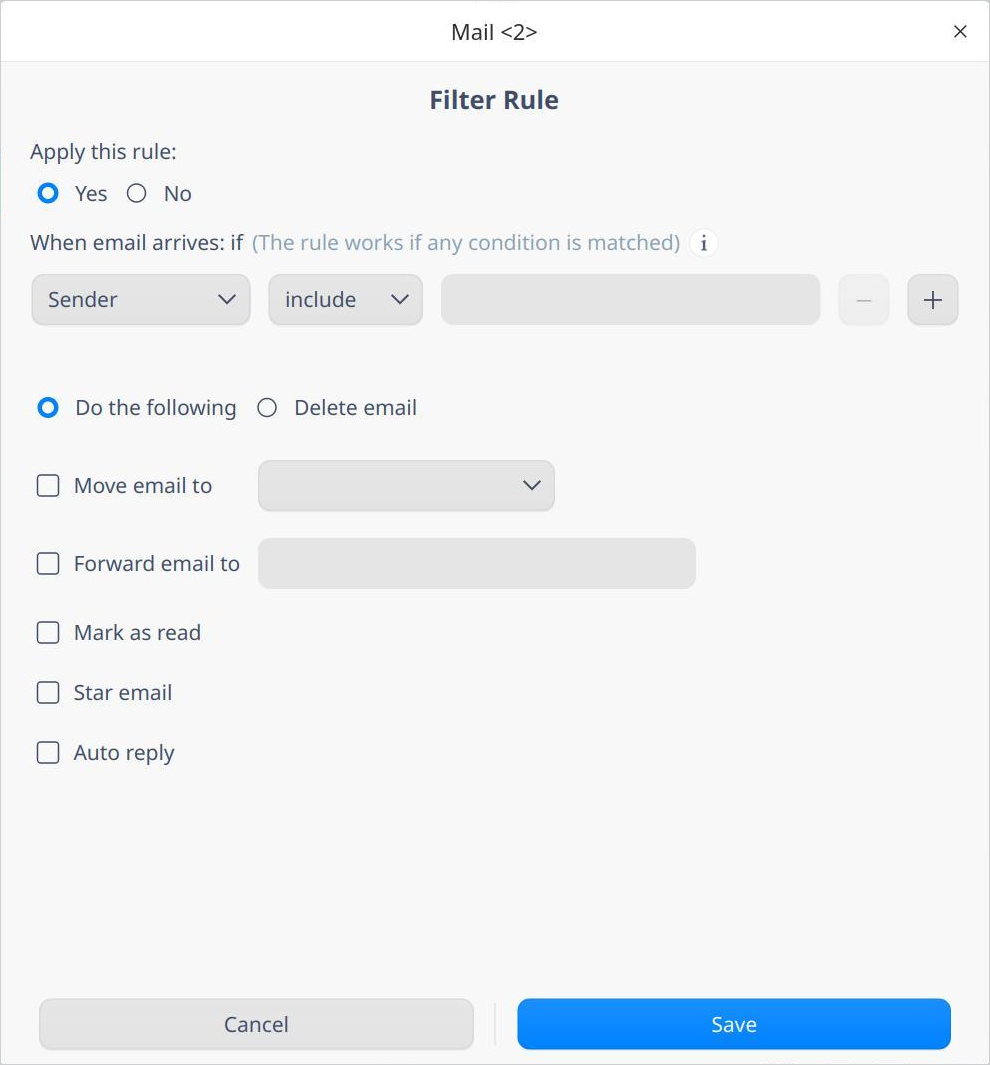 Mail <2>
Filter Rule
Apply this rule:
Yes No
When email arrives: if (The rule works if any condition is matched) i
Sender include
Do the following Delete email
Move email to
Forward email to
Mark as read
Star email
Auto reply
Cancel Save